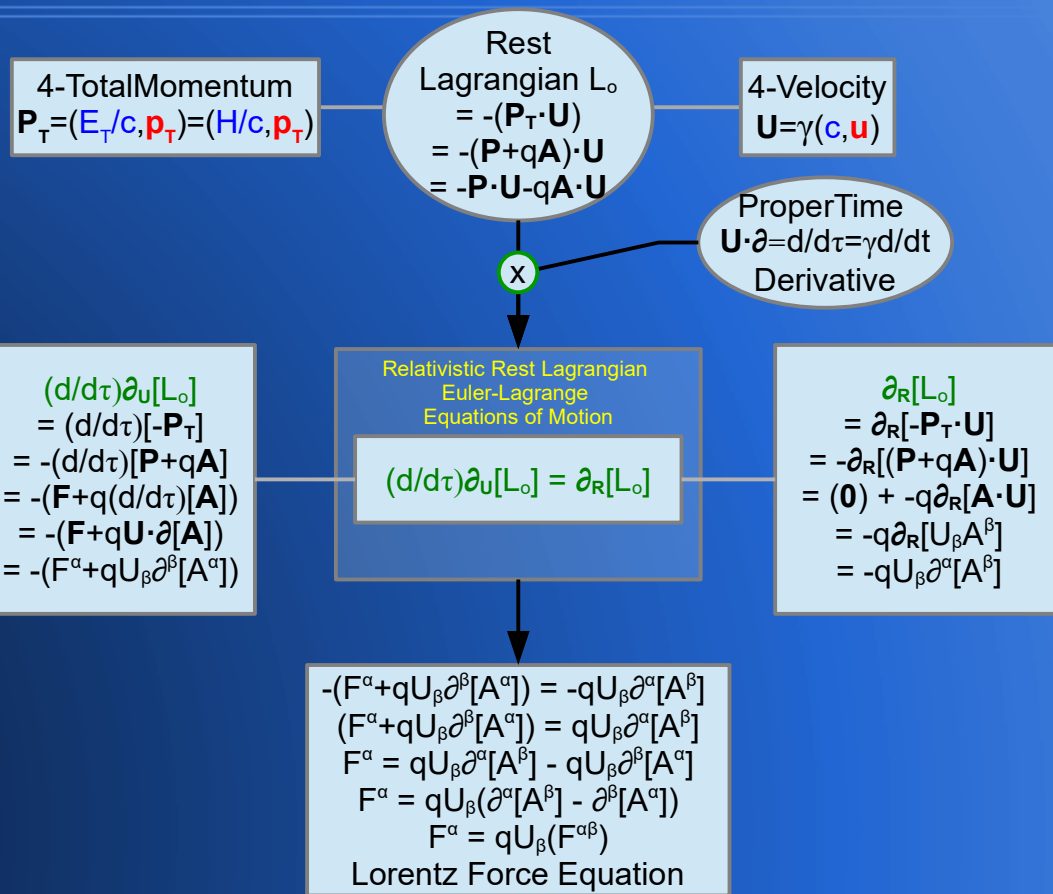 4-TotalMomentum
P_T=(E_T/c,p_T)=(H/c,p_T)
Rest
Lagrangian Lₒ
= -(P_T·U)
= -(P+qA)·U
= -P·U-qA·U
4-Velocity
U=γ(c,u)
ProperTime
U·∂=d/dτ=γd/dt
Derivative
x
(d/dτ)∂_U[Lₒ]
= (d/dτ)[-P_T]
= -(d/dτ)[P+qA]
= -(F+q(d/dτ)[A])
= -(F+qU·∂[A])
= -(F^α+qU_β∂^β[A^α])
Relativistic Rest Lagrangian
Euler-Lagrange
Equations of Motion
(d/dτ)∂_U[Lₒ] = ∂_R[Lₒ]
∂_R[Lₒ]
= ∂_R[-P_T·U]
= -∂_R[(P+qA)·U]
= (0) + -q∂_R[A·U]
= -q∂_R[U_βA^β]
= -qU_β∂^α[A^β]
-(F^α+qU_β∂^β[A^α]) = -qU_β∂^α[A^β]
(F^α+qU_β∂^β[A^α]) = qU_β∂^α[A^β]
F^α = qU_β∂^α[A^β] - qU_β∂^β[A^α]
F^α = qU_β(∂^α[A^β] - ∂^β[A^α])
F^α = qU_β(F^αβ)
Lorentz Force Equation